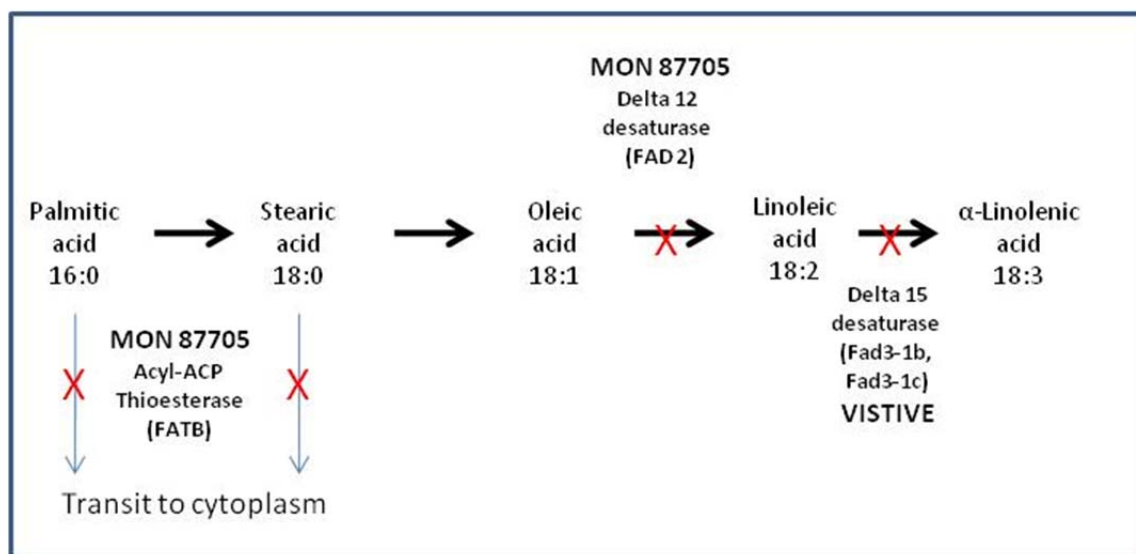 MON 87705
Delta 12
desaturase
(FAD 2)
Palmitic
acid
16:0
Stearic
acid
18:0
Oleic
acid
18:1
Linoleic
acid
18:2
α-Linolenic
acid
18:3
MON 87705
Acyl-ACP
Thioesterase
(FATB)
Delta 15
desaturase
(Fad3-1b,
Fad3-1c)
VISTIVE
Transit to cytoplasm